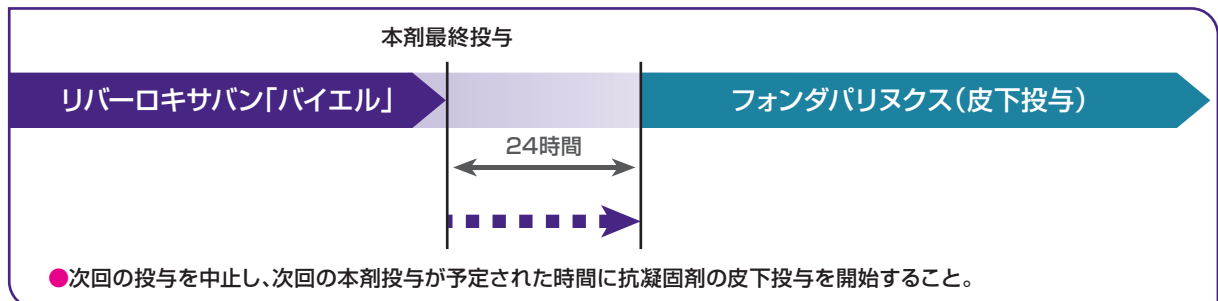 本剤最終投与
リバーロキサバン「バイエル」
フォンダパリヌクス（皮下投与）
24時間
●次回の投与を中止し、次回の本剤投与が予定された時間に抗凝固剤の皮下投与を開始すること。